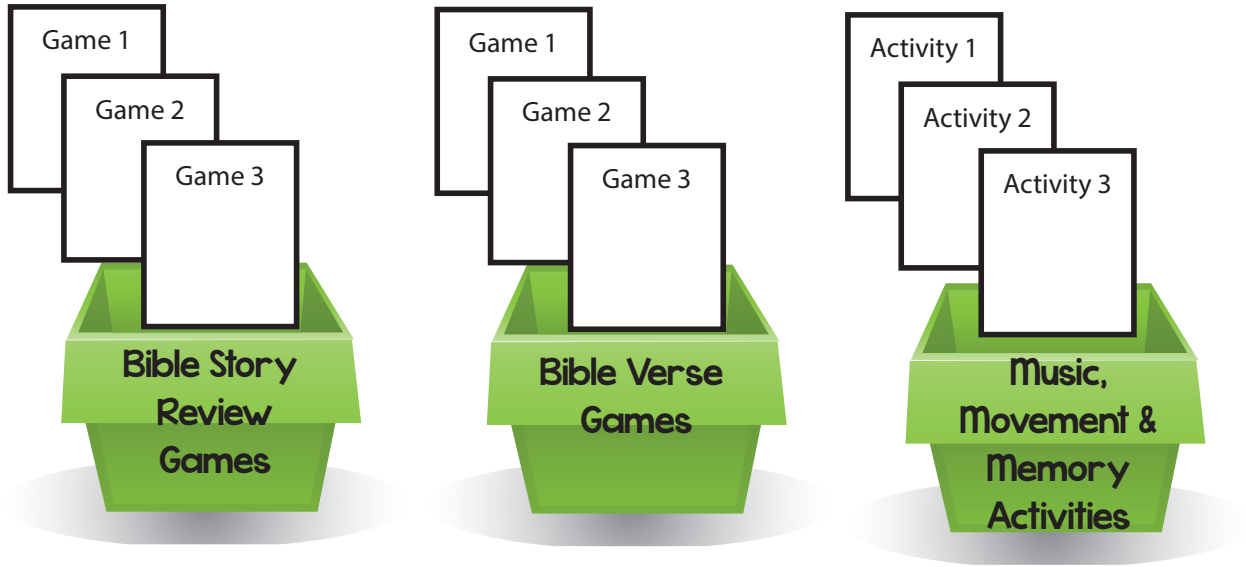 Game 1
Game 2
Game 3
Bible Story
Review
Games
Game 1
Game 2
Game 3
Bible Verse
Games
Activity 1
Activity 2
Activity 3
Music,
Movement &
Memory
Activities